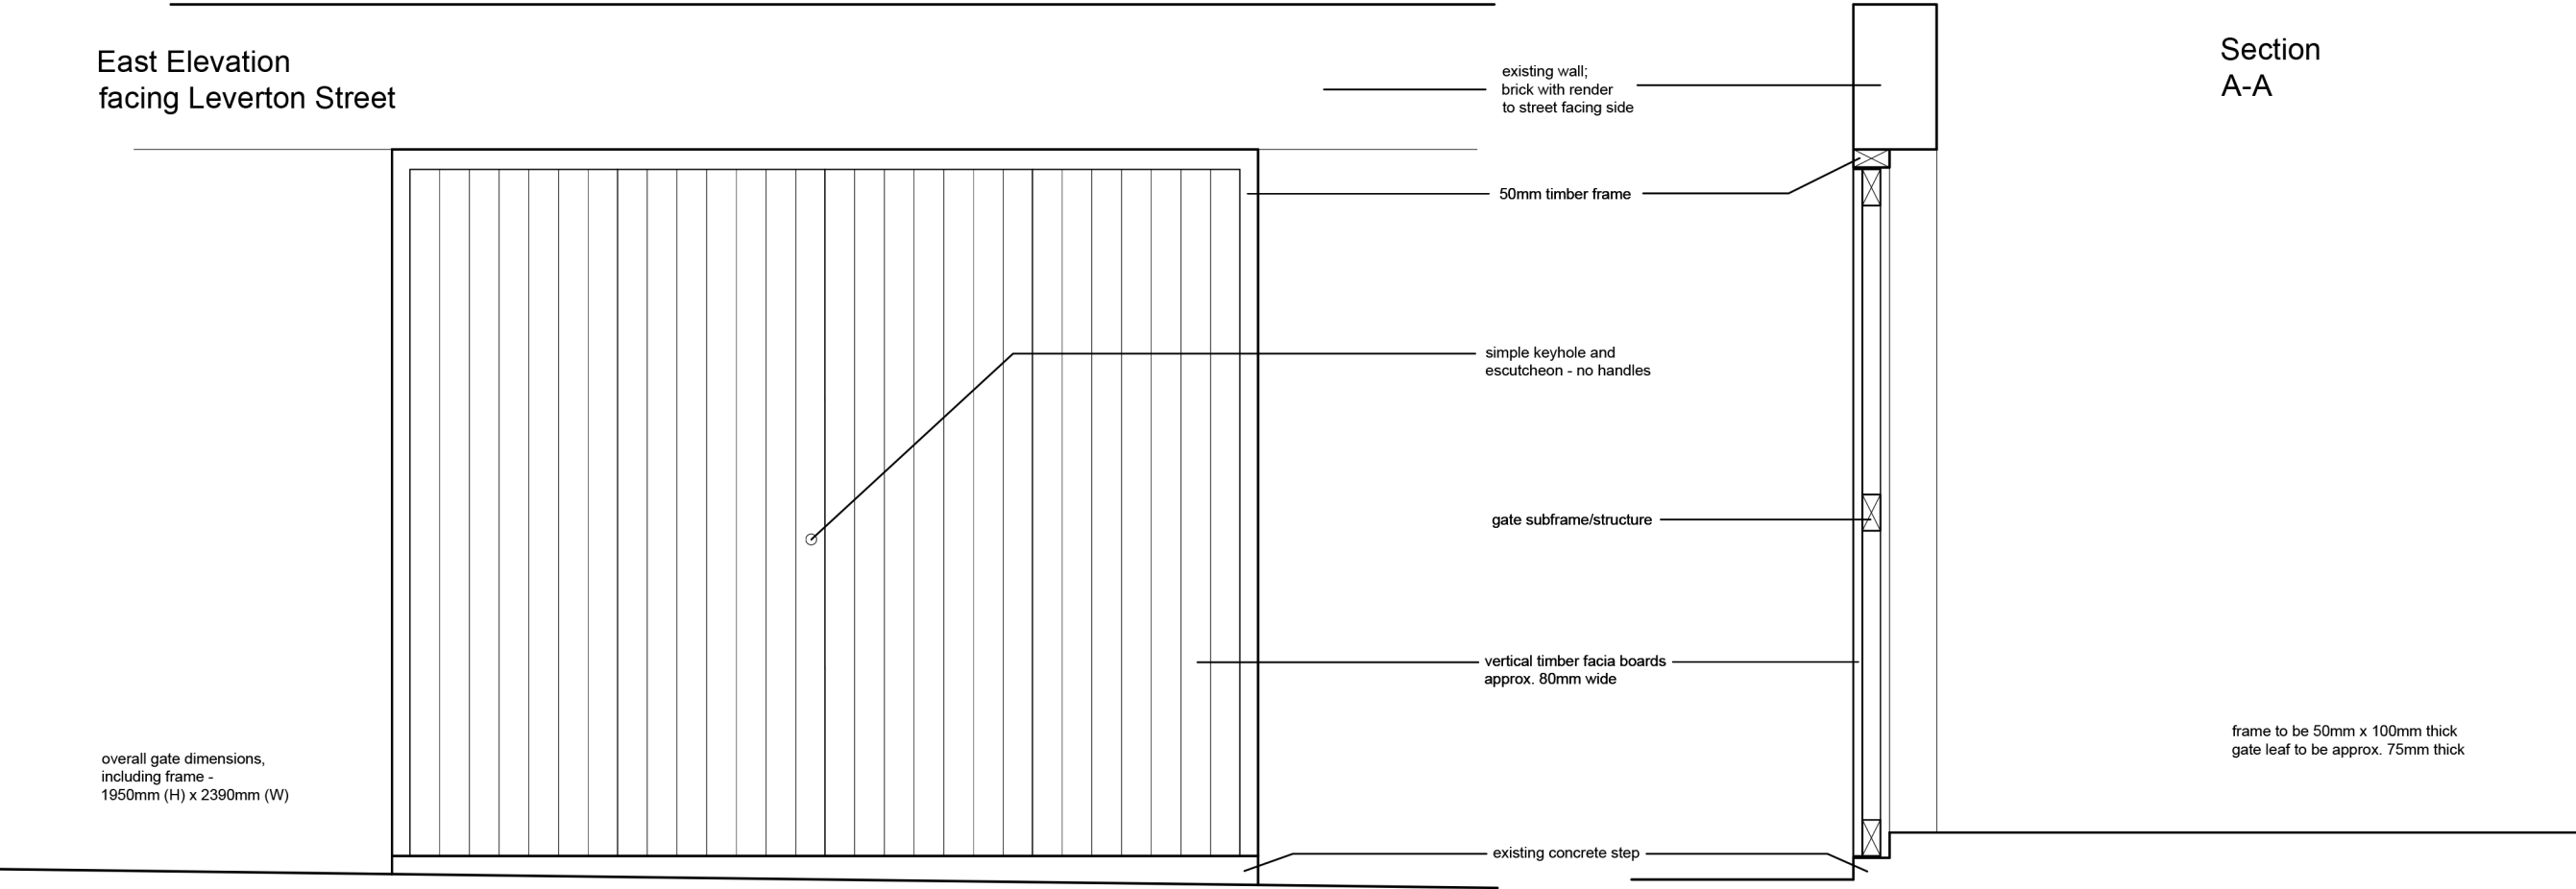 East Elevation
facing Leverton Street
Section
A-A
existing wall;
brick with render
to street facing side
50mm timber frame
simple keyhole and
escutcheon - no handles
gate subframe/structure
vertical timber facia boards
approx. 80mm wide
overall gate dimensions,
including frame -
1950mm (H) x 2390mm (W)
frame to be 50mm x 100mm thick
gate leaf to be approx. 75mm thick
existing concrete step